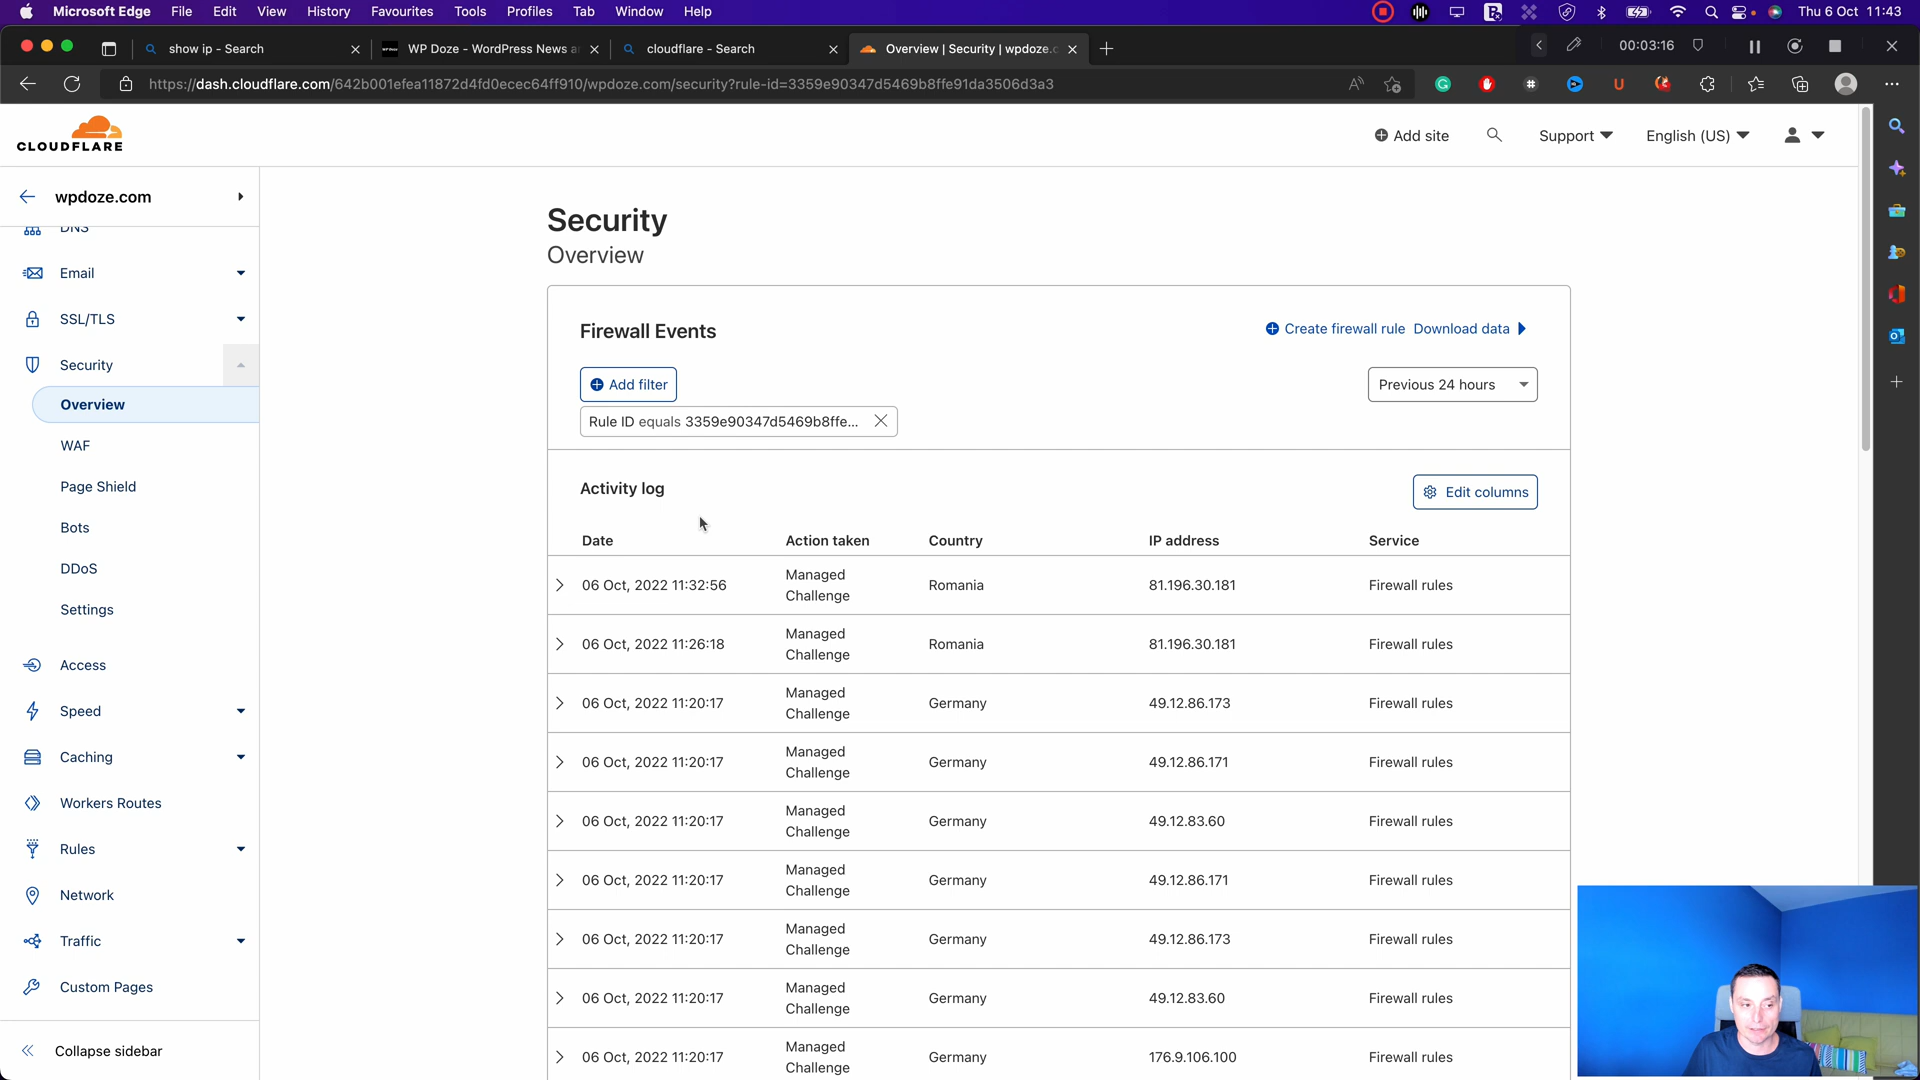 Microsoft Edge File Edit View History Favourites Tools Profiles Tab Window Help Thu 6 Oct 11:43
show ip - Search WP Doze - WordPress News a cloudflare - Search Overview | Security | wpdoze.c 00:03:16
https://dash.cloudflare.com/642b001efea11872d4fd0ecec64ff910/wpdoze.com/security?rule-id=3359e90347d5469b8ffe91da3506d3a3
CLOUDFLARE
Add site Support English (US)
wpdoze.com
DNS
Email
SSL/TLS
Security
Overview
WAF
Page Shield
Bots
DDoS
Settings
Access
Speed
Caching
Workers Routes
Rules
Network
Traffic
Custom Pages
Collapse sidebar
Security
Overview
Firewall Events
Create firewall rule Download data
Add filter
Previous 24 hours
Rule ID equals 3359e90347d5469b8ffe...
Activity log
Edit columns
Date Action taken Country IP address Service
06 Oct, 2022 11:32:56 Managed Challenge Romania 81.196.30.181 Firewall rules
06 Oct, 2022 11:26:18 Managed Challenge Romania 81.196.30.181 Firewall rules
06 Oct, 2022 11:20:17 Managed Challenge Germany 49.12.86.173 Firewall rules
06 Oct, 2022 11:20:17 Managed Challenge Germany 49.12.86.171 Firewall rules
06 Oct, 2022 11:20:17 Managed Challenge Germany 49.12.83.60 Firewall rules
06 Oct, 2022 11:20:17 Managed Challenge Germany 49.12.86.171 Firewall rules
06 Oct, 2022 11:20:17 Managed Challenge Germany 49.12.86.173 Firewall rules
06 Oct, 2022 11:20:17 Managed Challenge Germany 49.12.83.60 Firewall rules
06 Oct, 2022 11:20:17 Managed Challenge Germany 176.9.106.100 Firewall rules